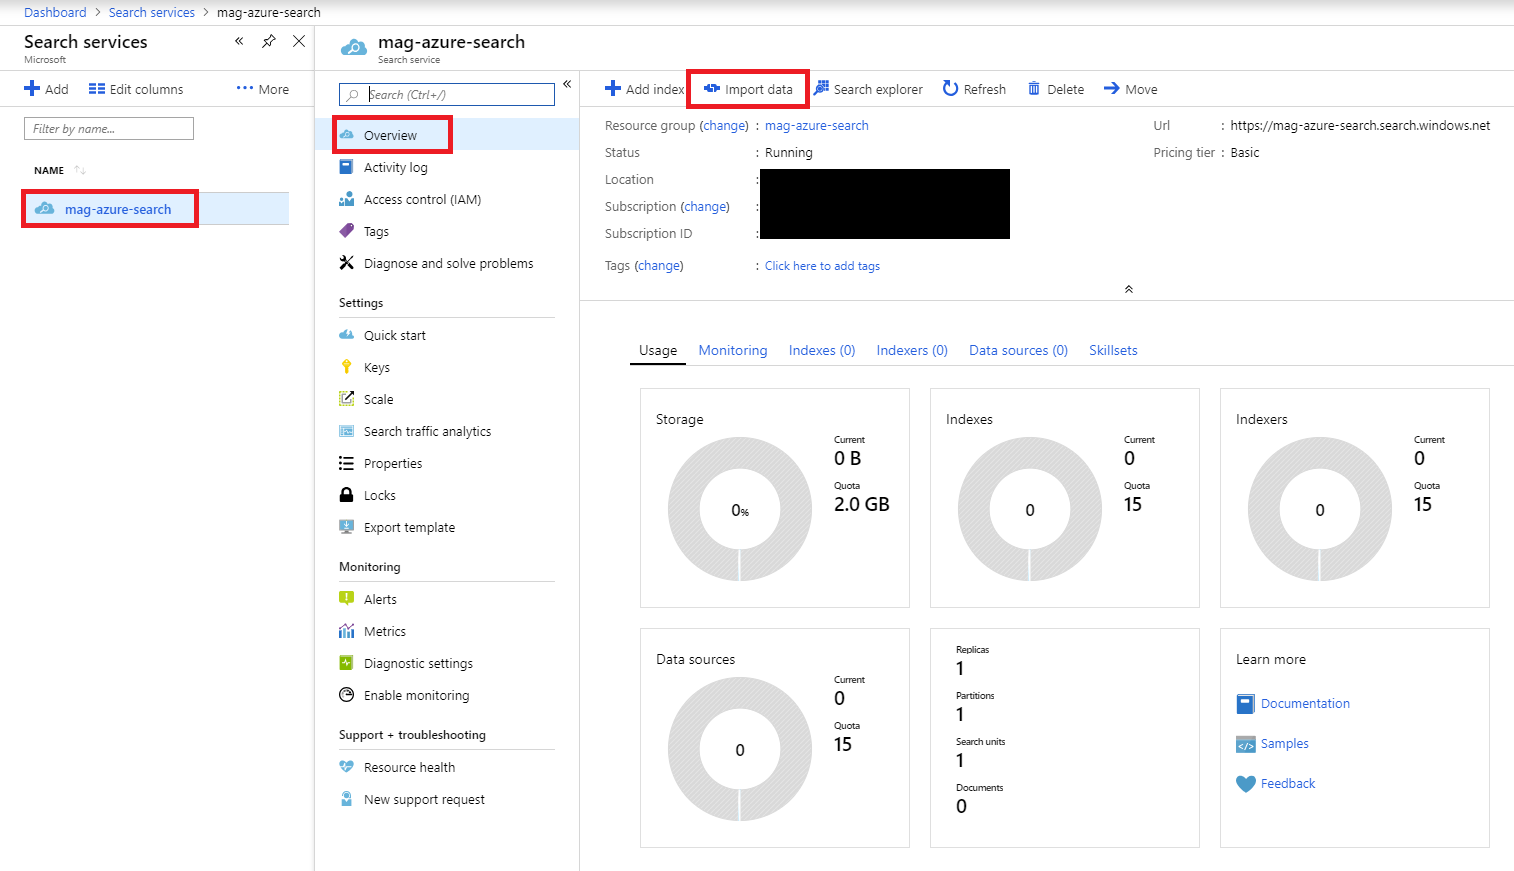 Dashboard > Search services > mag-azure-search
Search services
Microsoft
Add
Edit columns
More
Filter by name...
NAME
mag-azure-search
mag-azure-search
Search service
Search (Ctrl+/)
Overview
Activity log
Access control (IAM)
Tags
Diagnose and solve problems
Settings
Quick start
Keys
Scale
Search traffic analytics
Properties
Locks
Export template
Monitoring
Alerts
Metrics
Diagnostic settings
Enable monitoring
Support + troubleshooting
Resource health
New support request
Add index
Import data
Search explorer
Refresh
Delete
Move
Resource group (change) : mag-azure-search
Status : Running
Location :
Subscription (change) :
Subscription ID :
Tags (change) : Click here to add tags
Url : https://mag-azure-search.search.windows.net
Pricing tier : Basic
Usage
Monitoring
Indexes (0)
Indexers (0)
Data sources (0)
Skillsets
Storage
0%
Current
0 B
Quota
2.0 GB
Indexes
0
Current
0
Quota
15
Indexers
0
Current
0
Quota
15
Data sources
0
Current
0
Quota
15
Replicas
1
Partitions
1
Search units
1
Documents
0
Learn more
Documentation
Samples
Feedback